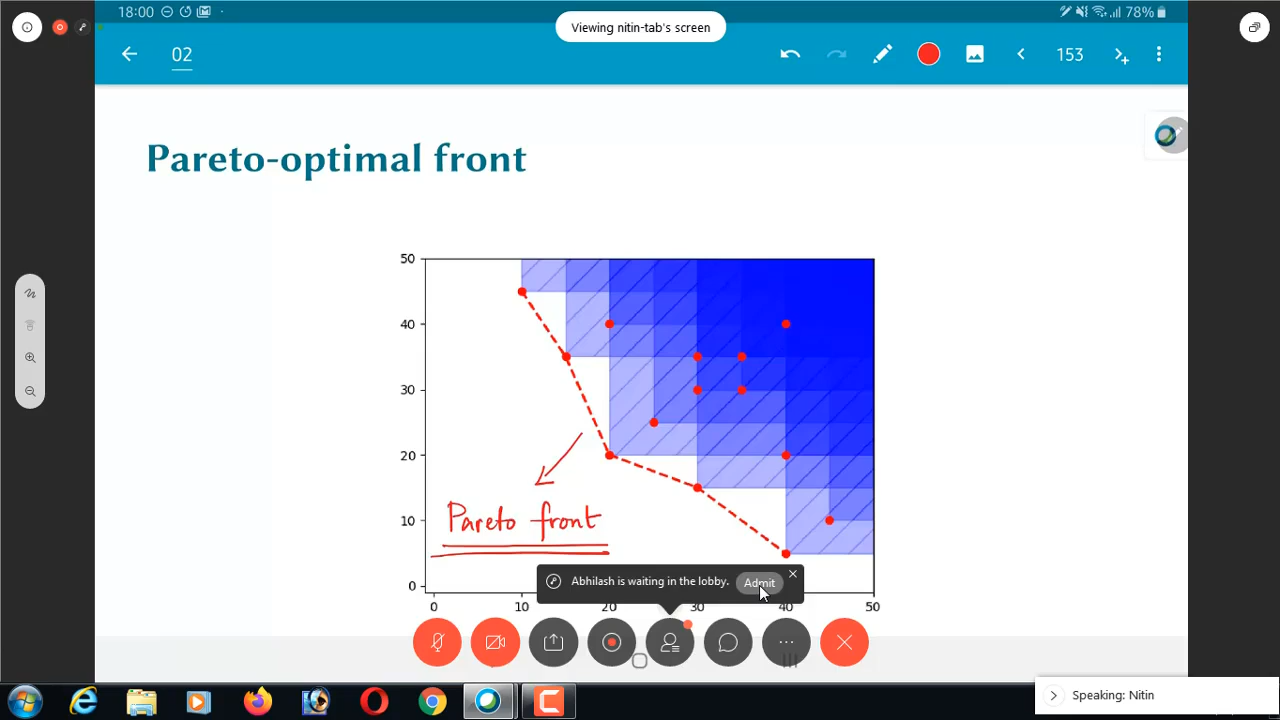 18:00
78%
Viewing nitin-tab's screen
02
153
Pareto-optimal front
50
40
30
20
10
0
Pareto front
Abhilash is waiting in the lobby.
Admit
0
10
20
30
40
50
Speaking: Nitin